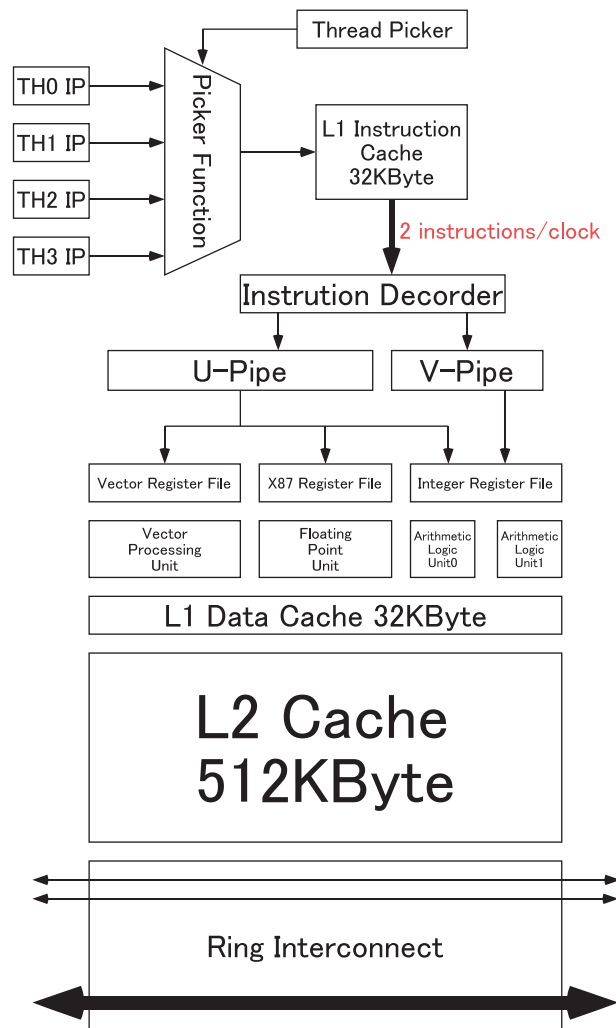 Thread Picker
TH0 IP
TH1 IP
TH2 IP
TH3 IP
Picker Function
L1 Instruction
Cache
32KByte
2 instructions/clock
Instrution Decorder
U-Pipe
V-Pipe
Vector Register File
X87 Register File
Integer Register File
Vector
Processing
Unit
Floating
Point
Unit
Arithmetic
Logic
Unit0
Arithmetic
Logic
Unit1
L1 Data Cache 32KByte
L2 Cache
512KByte
Ring Interconnect